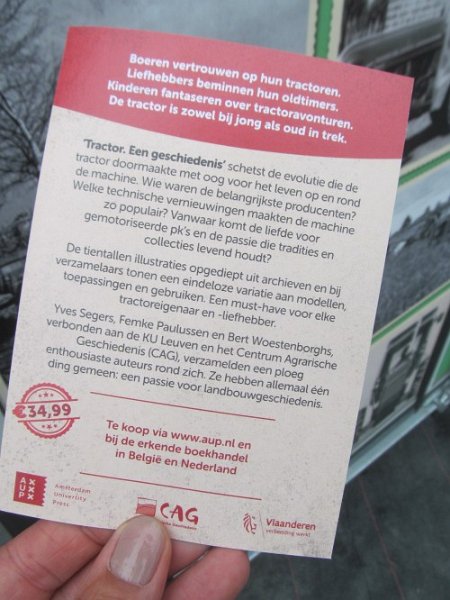 Boeren vertrouwen op hun tractoren.
Liefhebbers beminnen hun oldtimers.
Kinderen fantaseren over tractoravonturen.
De tractor is zowel bij jong als oud in trek.
'Tractor. Een geschiedenis' schetst de evolutie die de
tractor doormaakte met oog voor het leven op en rond
de machine. Wie waren de belangrijkste producenten?
Welke technische vernieuwingen maakten de machine
zo populair? Vanwaar komt de liefde voor
gemotoriseerde pk's en de passie die tradities en
collecties levend houdt?
De tientallen illustraties opgediept uit archieven en bij
verzamelaars tonen een eindeloze variatie aan modellen,
toepassingen en gebruiken. Een must-have voor elke
tractoreigenaar en -liefhebber.
Yves Segers, Femke Paulussen en Bert Woestenborghs,
verbonden aan de KU Leuven en het Centrum Agrarische
Geschiedenis (CAG), verzamelden een ploeg
enthousiaste auteurs rond zich. Ze hebben allemaal één
ding gemeen: een passie voor landbouwgeschiedenis.
€34,99
Te koop via www.aup.nl en
bij de erkende boekhandel
in België en Nederland
AUP
XXX
Amsterdam
University
Press
CAG
Geschiedenis
Vlaanderen
verbeelding werkt